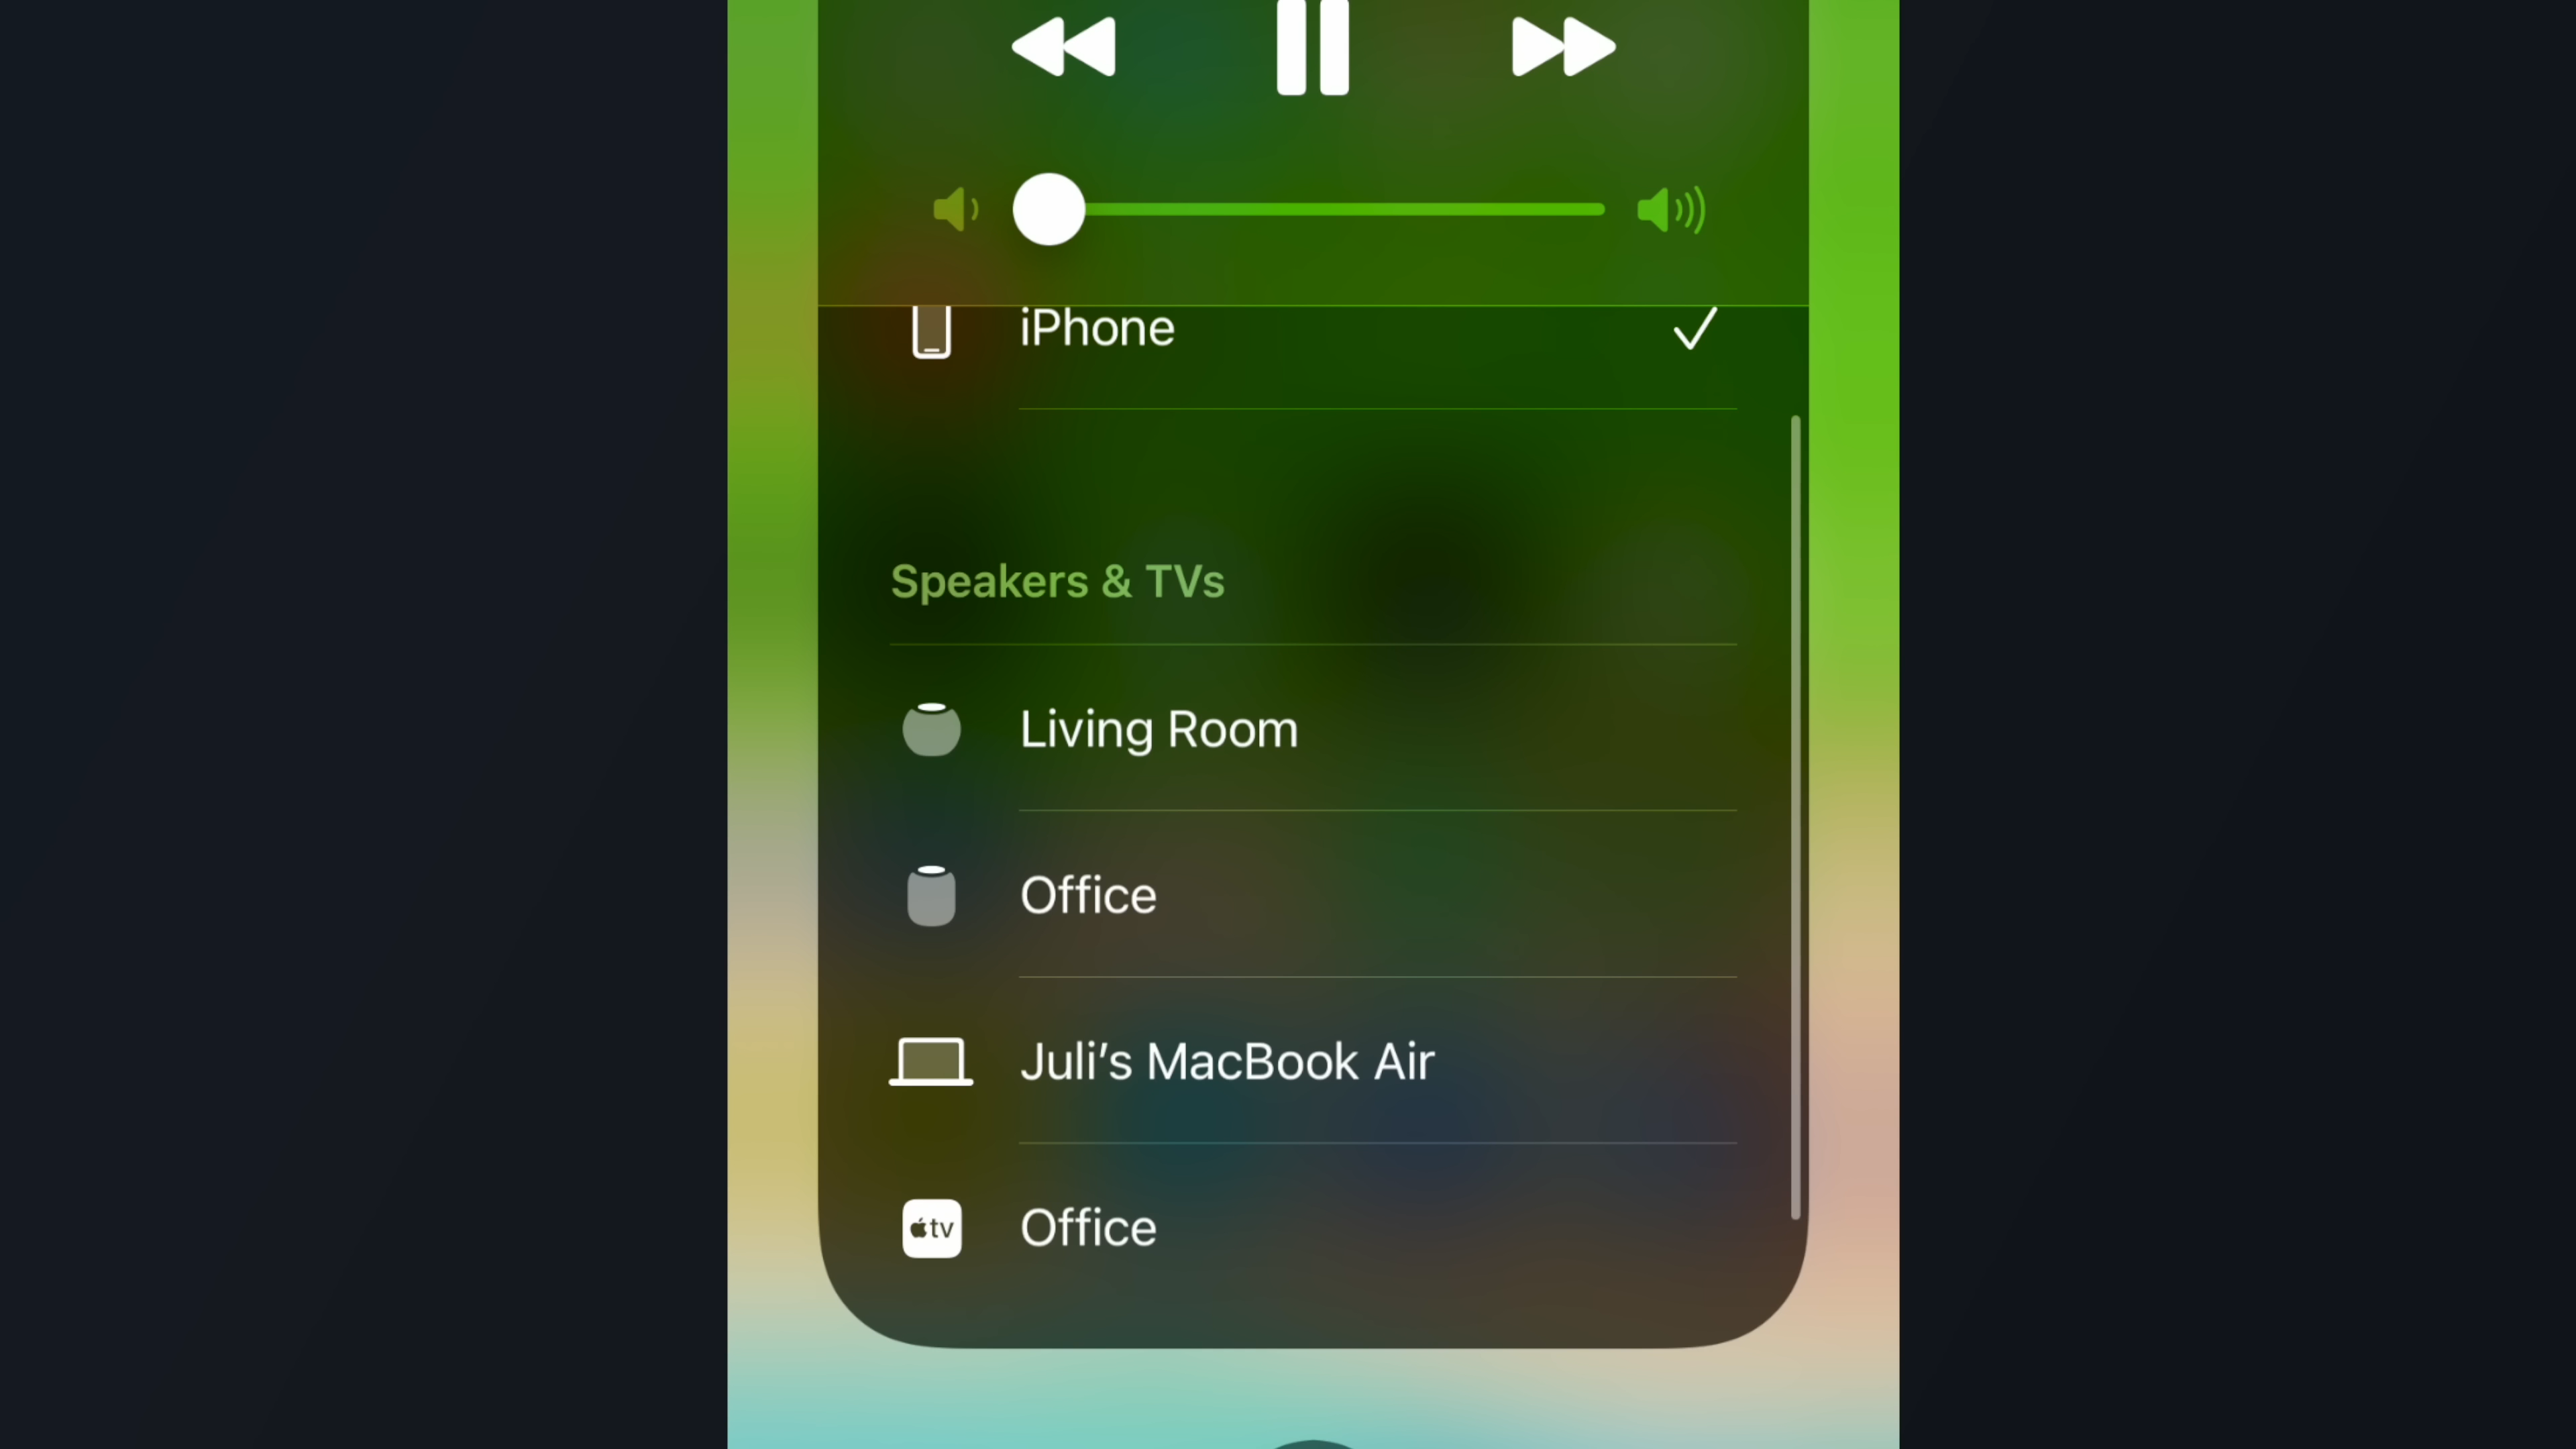 iPhone
Speakers & TVs
Living Room
Office
Juli’s MacBook Air
tv Office